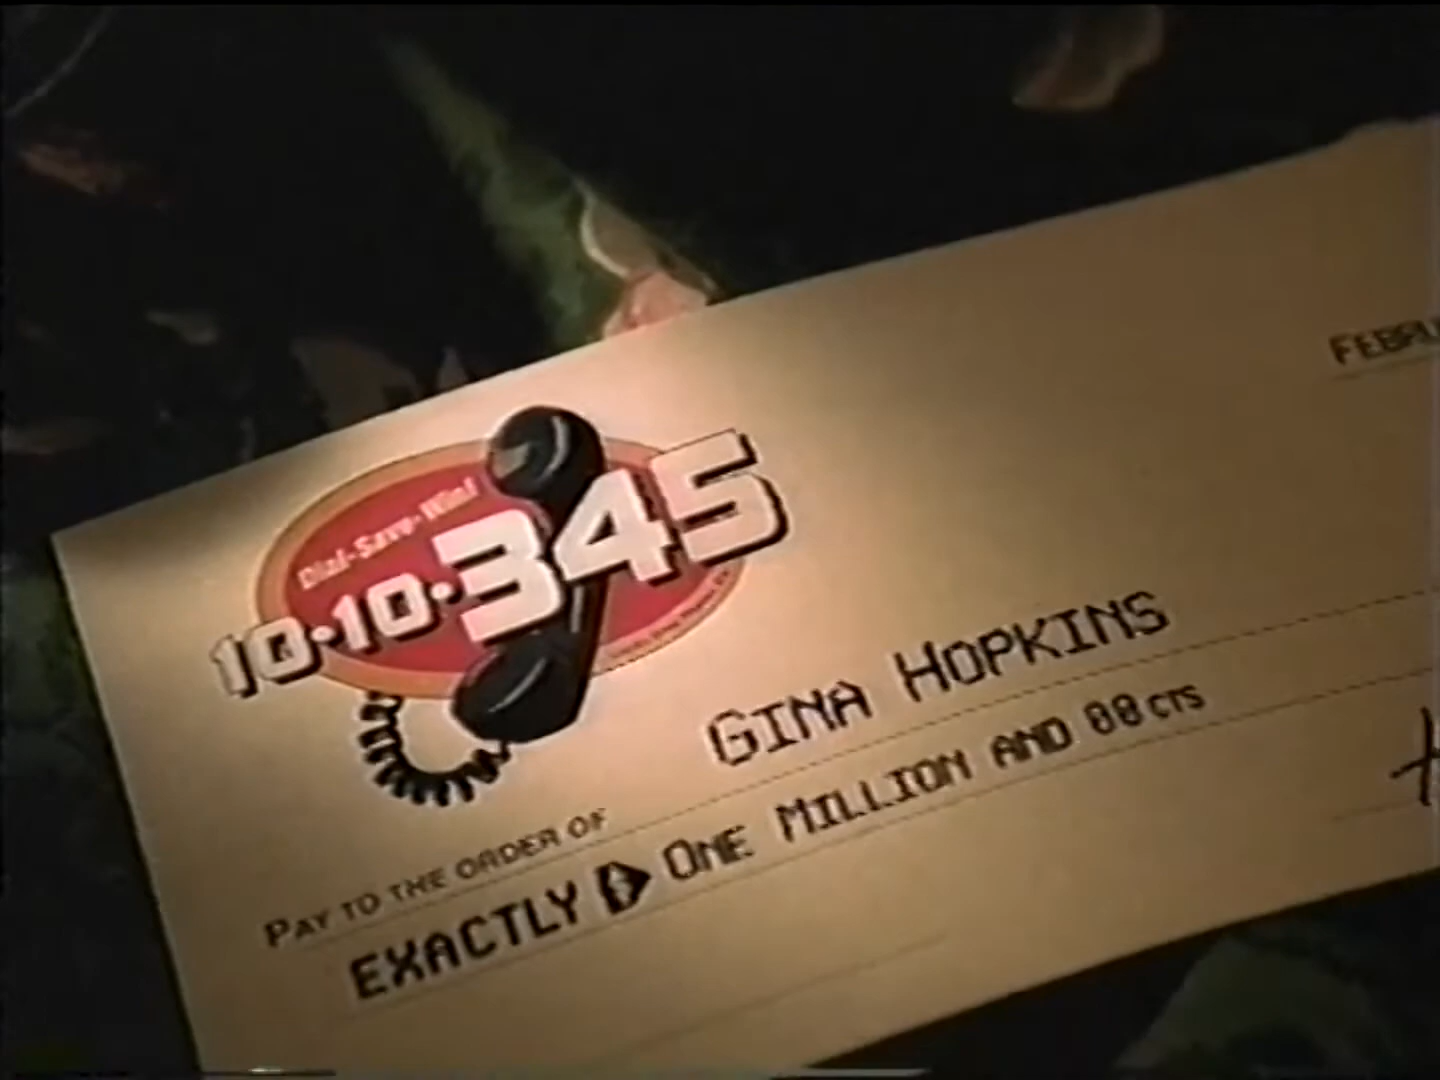 FEBRU
Dial-Save-Win!
10-10-345
GINA HOPKINS
PAY TO THE ORDER OF
EXACTLY $ ONE MILLION AND 00 CTS